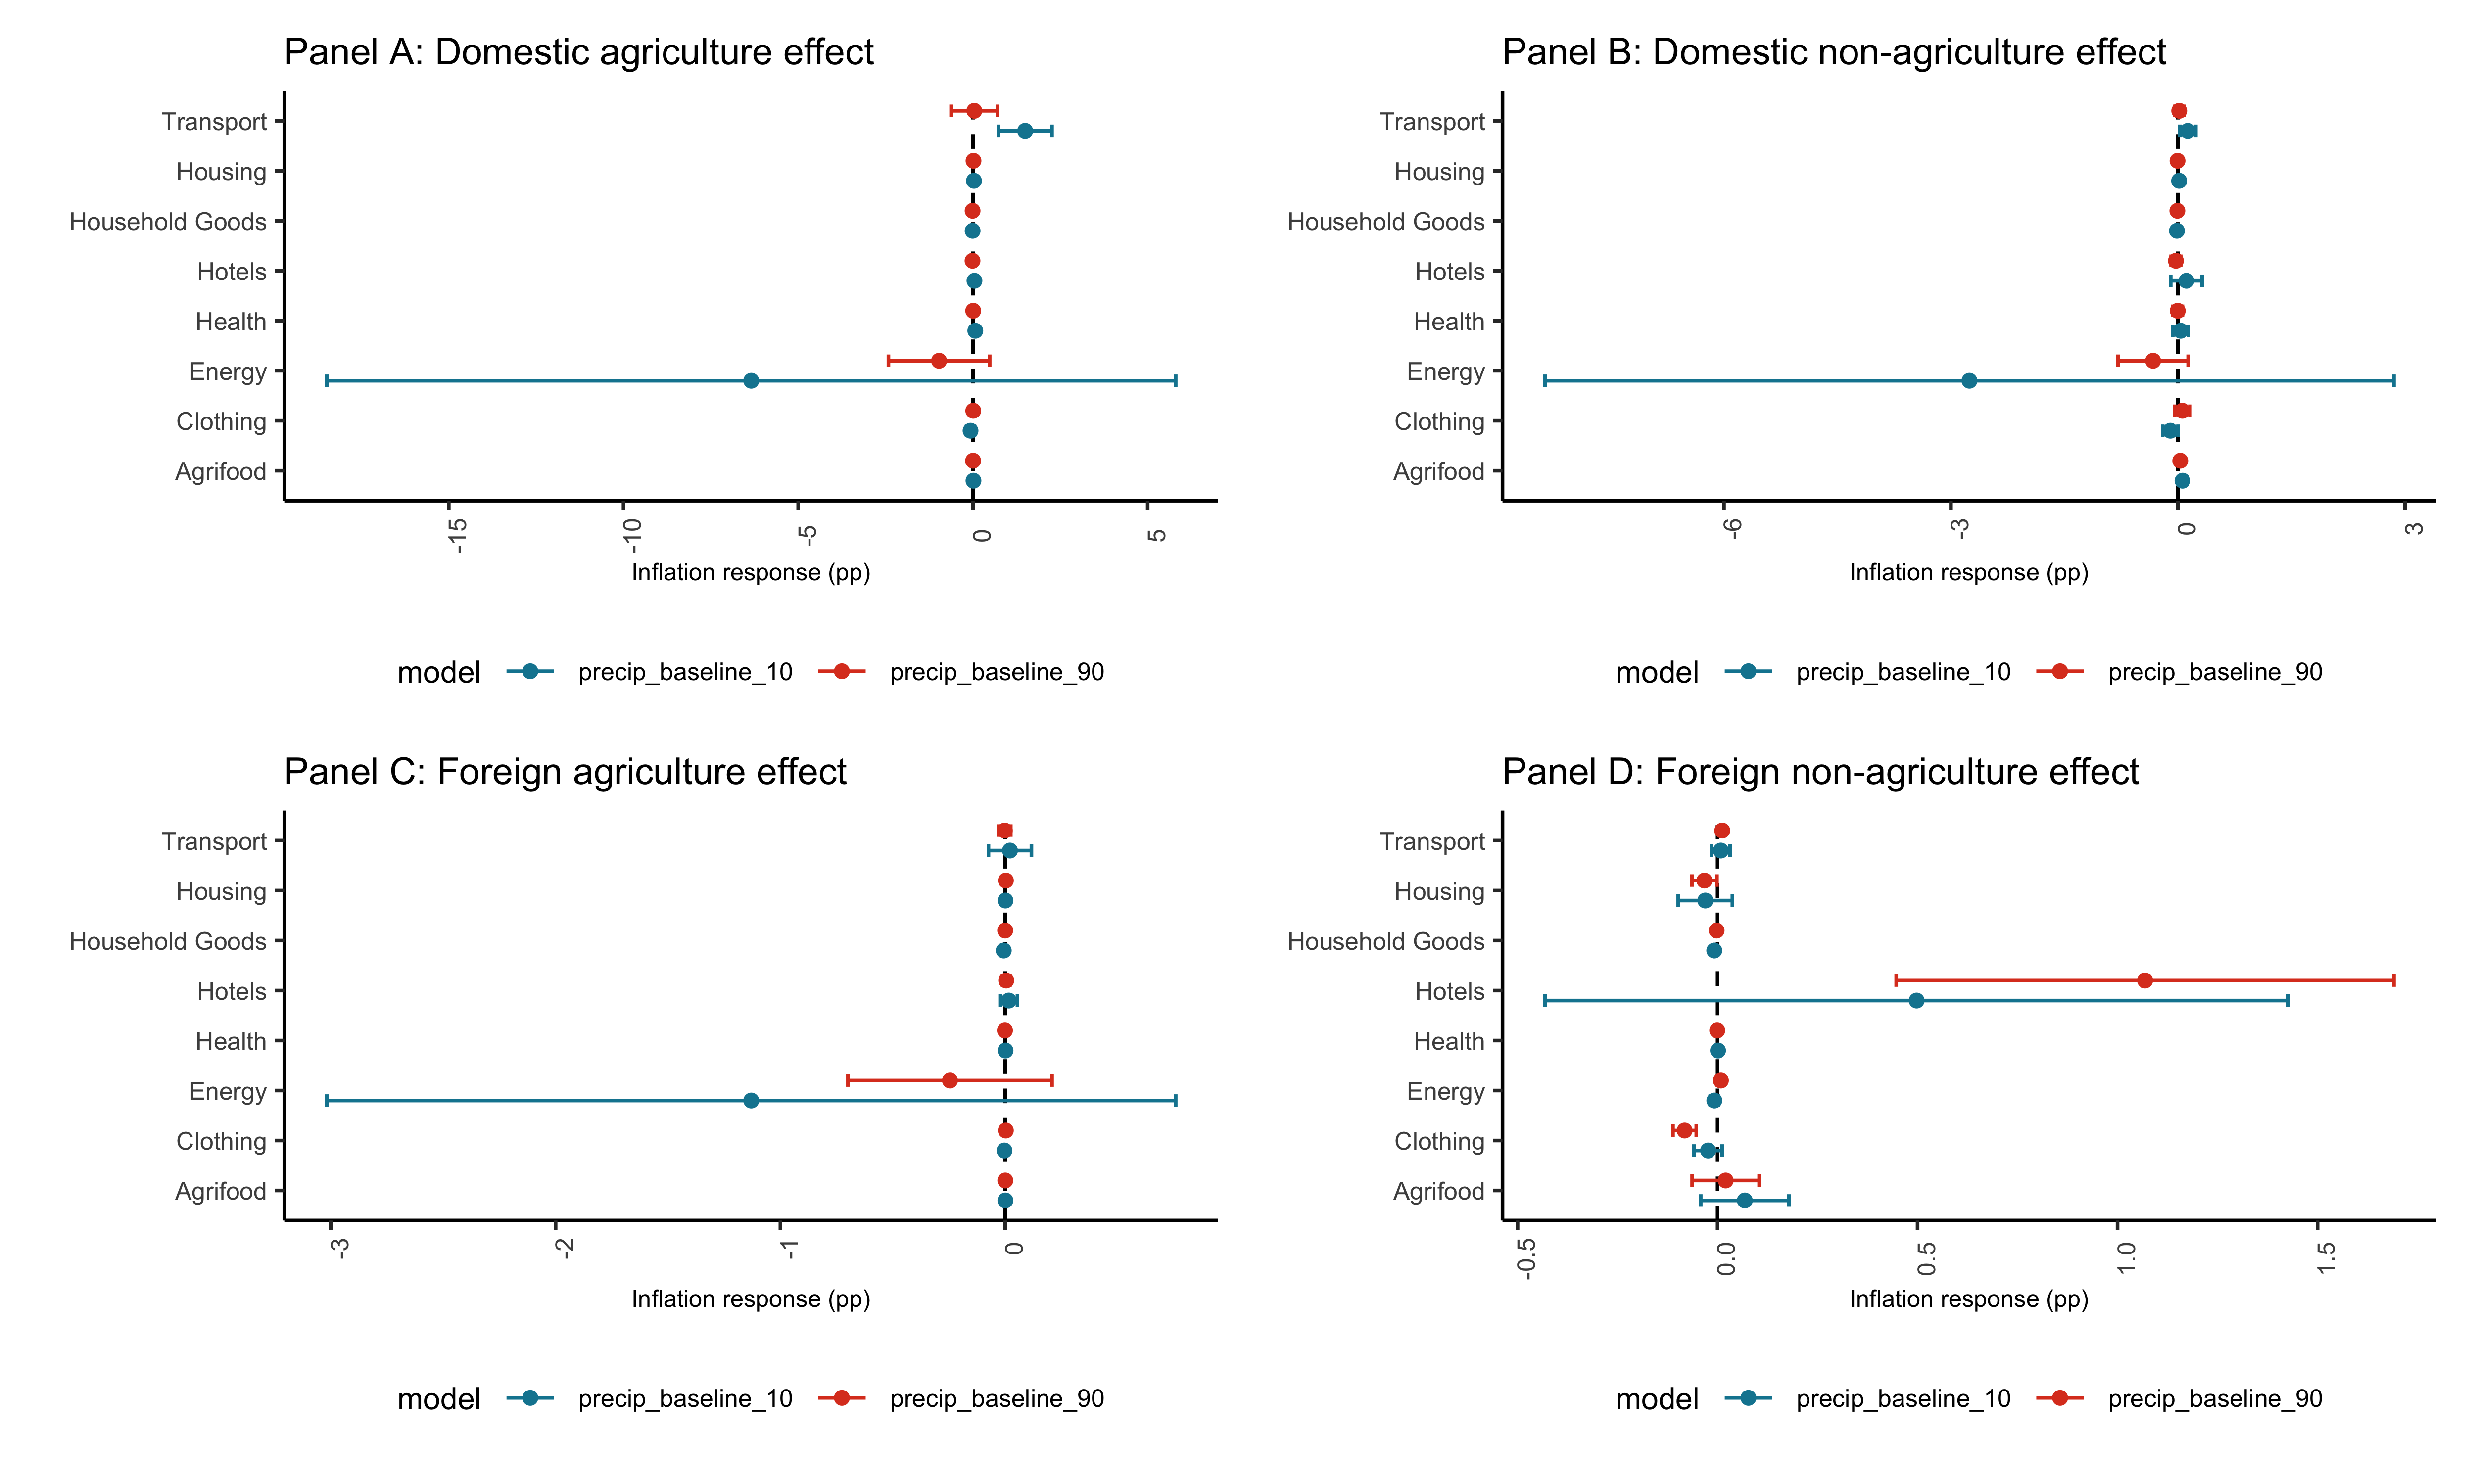 Panel A: Domestic agriculture effect
Transport
Housing
Household Goods
Hotels
Health
Energy
Clothing
Agrifood
-15
-10
-5
0
5
Inflation response (pp)
model precip_baseline_10 precip_baseline_90
Panel B: Domestic non-agriculture effect
Transport
Housing
Household Goods
Hotels
Health
Energy
Clothing
Agrifood
-6
-3
0
3
Inflation response (pp)
model precip_baseline_10 precip_baseline_90
Panel C: Foreign agriculture effect
Transport
Housing
Household Goods
Hotels
Health
Energy
Clothing
Agrifood
-3
-2
-1
0
Inflation response (pp)
model precip_baseline_10 precip_baseline_90
Panel D: Foreign non-agriculture effect
Transport
Housing
Household Goods
Hotels
Health
Energy
Clothing
Agrifood
-0.5
0.0
0.5
1.0
1.5
Inflation response (pp)
model precip_baseline_10 precip_baseline_90